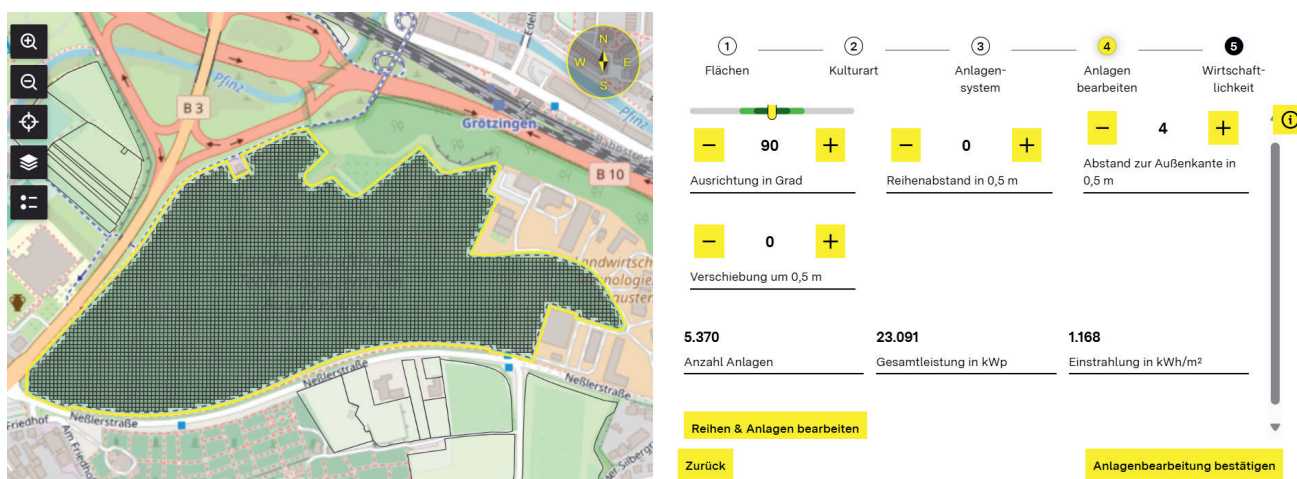 N
W
E
S
Pfinz
Pfinz
B 3
Grötzingen
B 10
Neßlerstraße
Neßlerstraße
Neßlerstraße
Friedhof
Am Friedhof
1
2
3
4
5
Flächen
Kulturart
Anlagen-
system
Anlagen
bearbeiten
Wirtschaft-
lichkeit
i
− 90 +
Ausrichtung in Grad
− 0 +
Reihenabstand in 0,5 m
− 4 +
Abstand zur Außenkante in
0,5 m
− 0 +
Verschiebung um 0,5 m
5.370
Anzahl Anlagen
23.091
Gesamtleistung in kWp
1.168
Einstrahlung in kWh/m²
Reihen & Anlagen bearbeiten
Zurück
Anlagenbearbeitung bestätigen